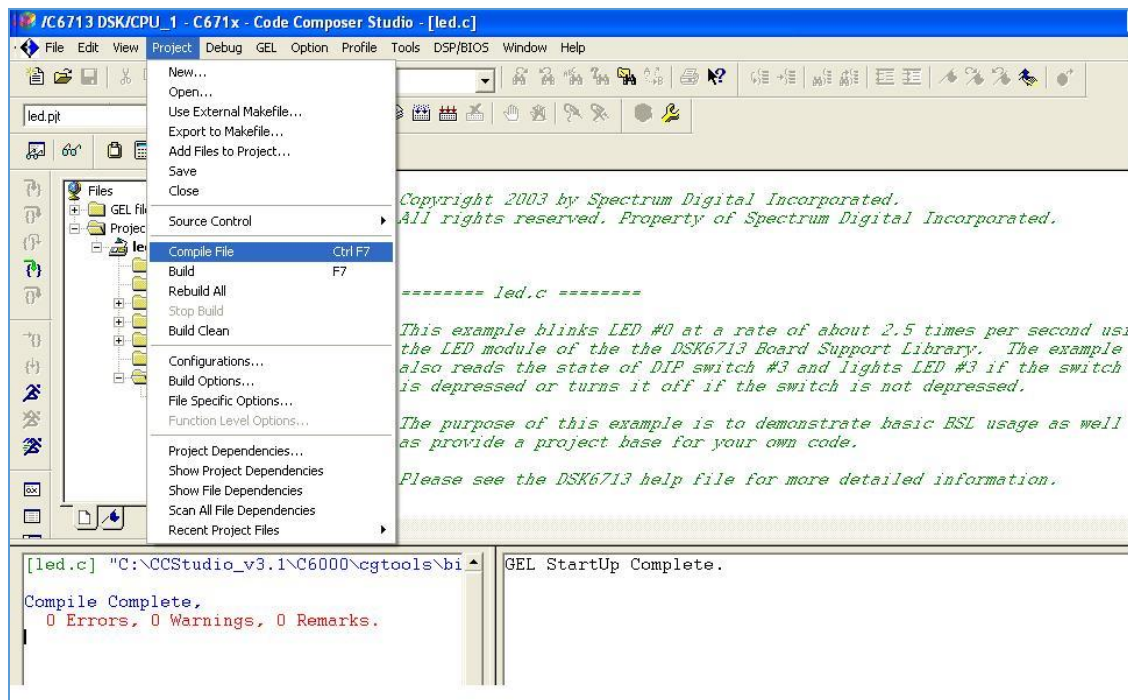 /C6713 DSK/CPU_1 - C671x - Code Composer Studio - [led.c]
File Edit View Project Debug GEL Option Profile Tools DSP/BIOS Window Help
led.pjt
New...
Open...
Use External Makefile...
Export to Makefile...
Add Files to Project...
Save
Close
Source Control
Compile File Ctrl F7
Build F7
Rebuild All
Stop Build
Build Clean
Configurations...
Build Options...
File Specific Options...
Function Level Options...
Project Dependencies...
Show Project Dependencies
Show File Dependencies
Scan All File Dependencies
Recent Project Files
Files
GEL fil
Projec
le
Copyright 2003 by Spectrum Digital Incorporated.
All rights reserved. Property of Spectrum Digital Incorporated.
======== led.c ========
This example blinks LED #0 at a rate of about 2.5 times per second usi
the LED module of the the DSK6713 Board Support Library. The example
also reads the state of DIP switch #3 and lights LED #3 if the switch
is depressed or turns it off if the switch is not depressed.
The purpose of this example is to demonstrate basic BSL usage as well
as provide a project base for your own code.
Please see the DSK6713 help file for more detailed information.
[led.c] "C:\CCStudio_v3.1\C6000\cgtools\bi
Compile Complete,
0 Errors, 0 Warnings, 0 Remarks.
GEL StartUp Complete.